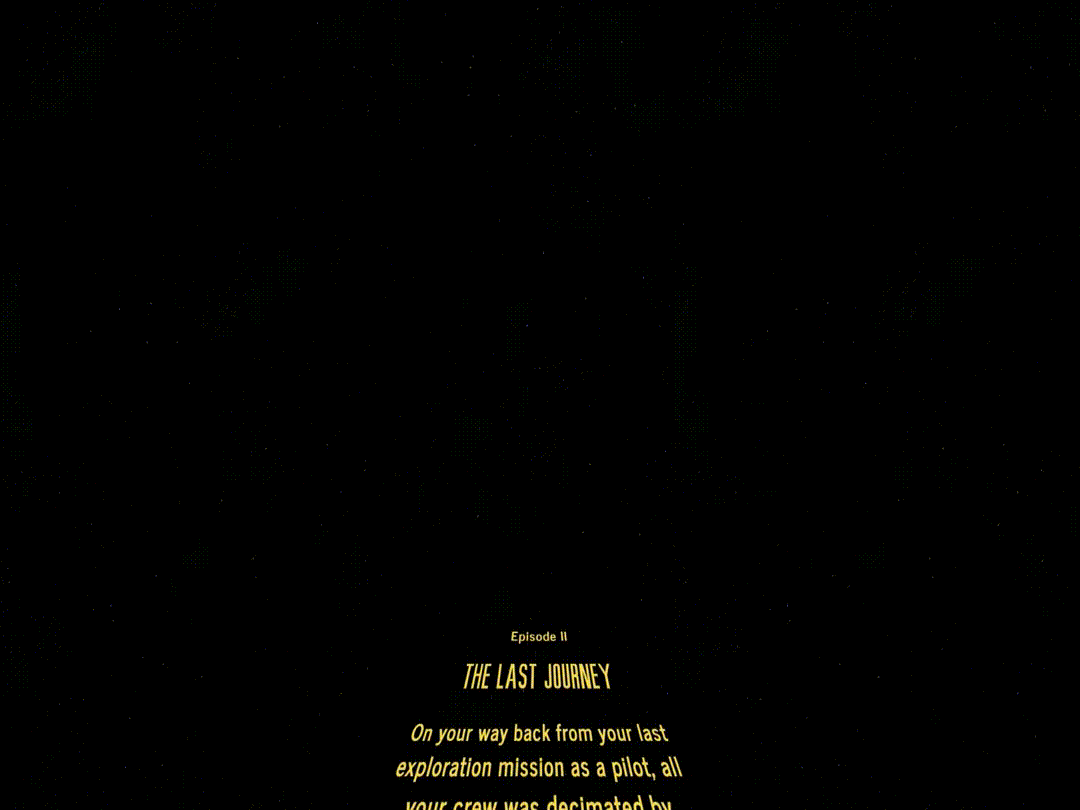 Episode II
THE LAST JOURNEY
On your way back from your last
exploration mission as a pilot, all
your crew was decimated by